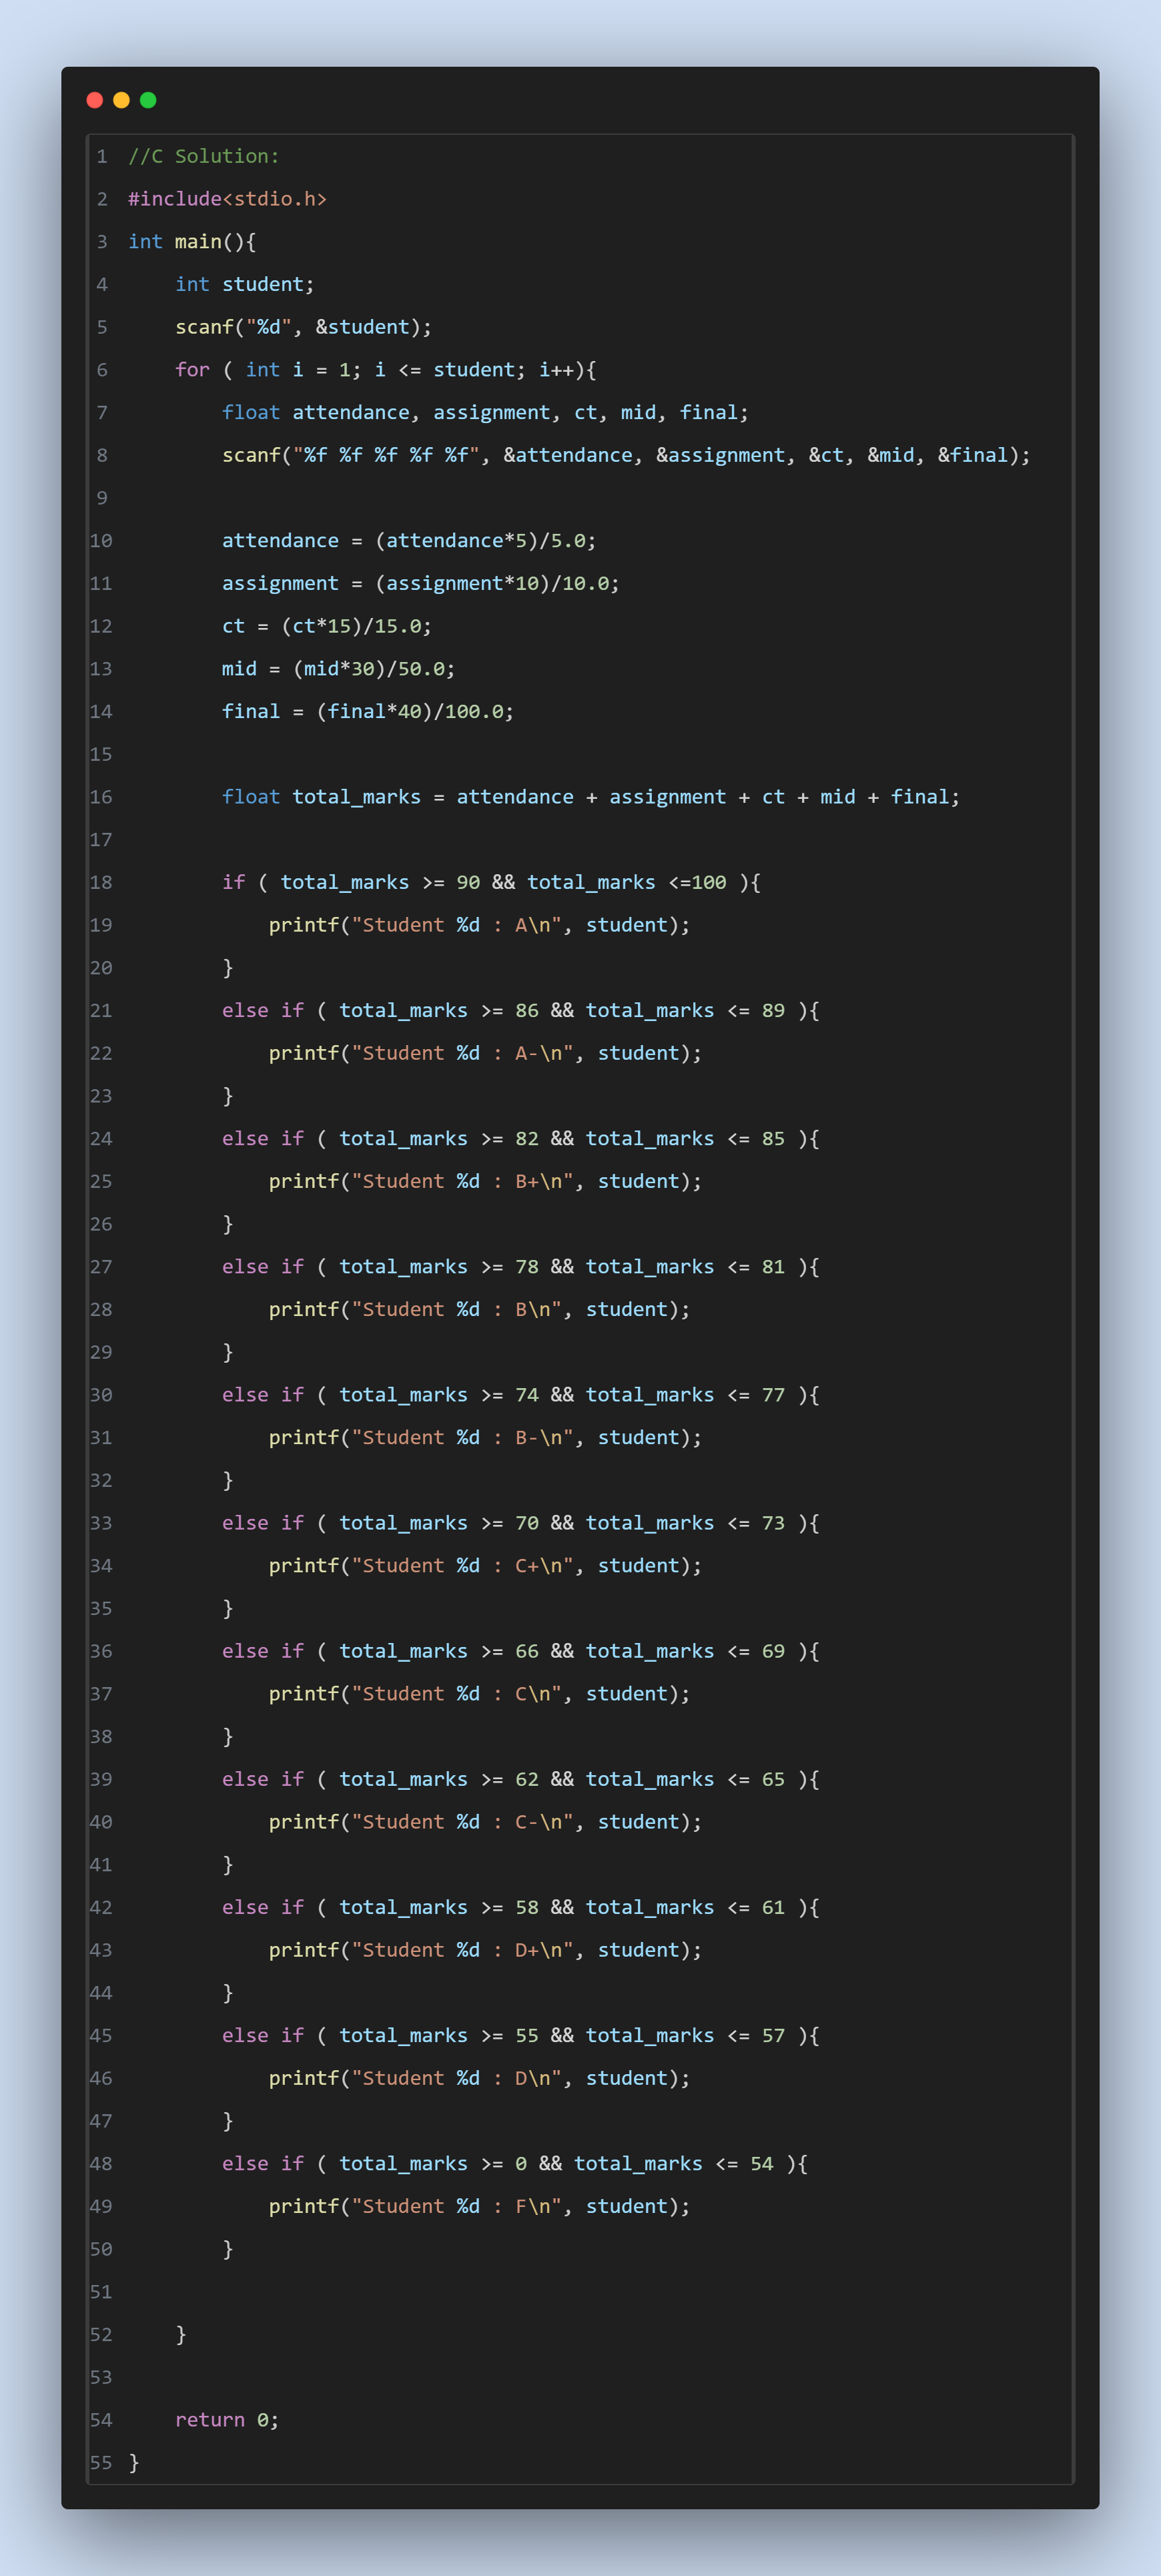 1 //C Solution:
2 #include<stdio.h>
3 int main(){
4     int student;
5     scanf("%d", &student);
6     for ( int i = 1; i <= student; i++){
7         float attendance, assignment, ct, mid, final;
8         scanf("%f %f %f %f %f", &attendance, &assignment, &ct, &mid, &final);
9
10         attendance = (attendance*5)/5.0;
11         assignment = (assignment*10)/10.0;
12         ct = (ct*15)/15.0;
13         mid = (mid*30)/50.0;
14         final = (final*40)/100.0;
15
16         float total_marks = attendance + assignment + ct + mid + final;
17
18         if ( total_marks >= 90 && total_marks <=100 ){
19             printf("Student %d : A\n", student);
20         }
21         else if ( total_marks >= 86 && total_marks <= 89 ){
22             printf("Student %d : A-\n", student);
23         }
24         else if ( total_marks >= 82 && total_marks <= 85 ){
25             printf("Student %d : B+\n", student);
26         }
27         else if ( total_marks >= 78 && total_marks <= 81 ){
28             printf("Student %d : B\n", student);
29         }
30         else if ( total_marks >= 74 && total_marks <= 77 ){
31             printf("Student %d : B-\n", student);
32         }
33         else if ( total_marks >= 70 && total_marks <= 73 ){
34             printf("Student %d : C+\n", student);
35         }
36         else if ( total_marks >= 66 && total_marks <= 69 ){
37             printf("Student %d : C\n", student);
38         }
39         else if ( total_marks >= 62 && total_marks <= 65 ){
40             printf("Student %d : C-\n", student);
41         }
42         else if ( total_marks >= 58 && total_marks <= 61 ){
43             printf("Student %d : D+\n", student);
44         }
45         else if ( total_marks >= 55 && total_marks <= 57 ){
46             printf("Student %d : D\n", student);
47         }
48         else if ( total_marks >= 0 && total_marks <= 54 ){
49             printf("Student %d : F\n", student);
50         }
51
52     }
53
54     return 0;
55 }